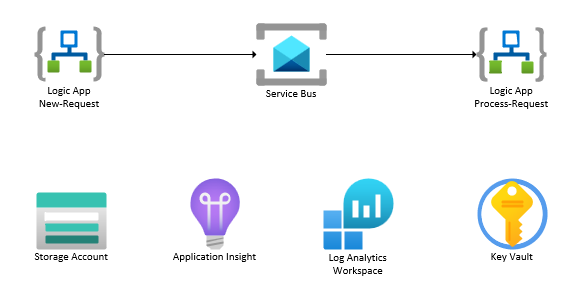 Logic App
New-Request
Service Bus
Logic App
Process-Request
Storage Account
Application Insight
Log Analytics
Workspace
Key Vault